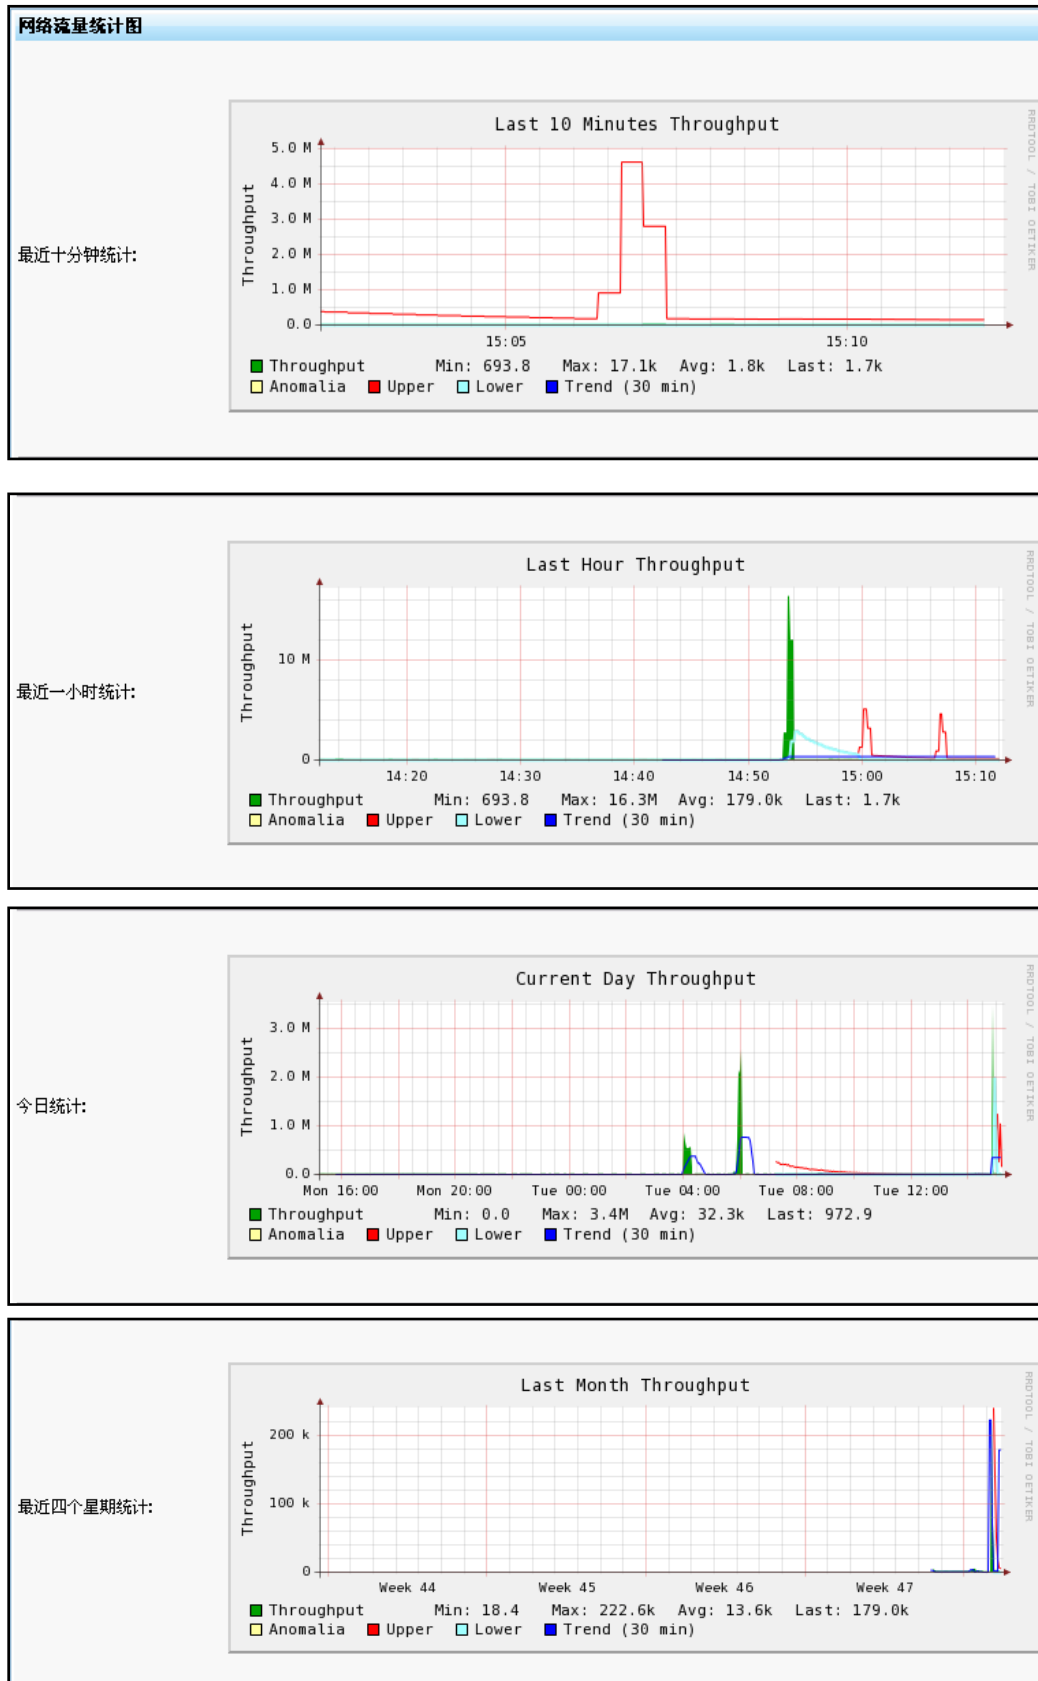 网络流量统计图
最近十分钟统计:
Last 10 Minutes Throughput
Throughput
5.0 M
4.0 M
3.0 M
2.0 M
1.0 M
0.0
15:05 15:10
Throughput Min: 693.8 Max: 17.1k Avg: 1.8k Last: 1.7k
Anomalia Upper Lower Trend (30 min)
RRDTOOL / TOBI OETIKER
最近一小时统计:
Last Hour Throughput
Throughput
10 M
0
14:20 14:30 14:40 14:50 15:00 15:10
Throughput Min: 693.8 Max: 16.3M Avg: 179.0k Last: 1.7k
Anomalia Upper Lower Trend (30 min)
RRDTOOL / TOBI OETIKER
今日统计:
Current Day Throughput
Throughput
3.0 M
2.0 M
1.0 M
0.0
Mon 16:00 Mon 20:00 Tue 00:00 Tue 04:00 Tue 08:00 Tue 12:00
Throughput Min: 0.0 Max: 3.4M Avg: 32.3k Last: 972.9
Anomalia Upper Lower Trend (30 min)
RRDTOOL / TOBI OETIKER
最近四个星期统计:
Last Month Throughput
Throughput
200 k
100 k
0
Week 44 Week 45 Week 46 Week 47
Throughput Min: 18.4 Max: 222.6k Avg: 13.6k Last: 179.0k
Anomalia Upper Lower Trend (30 min)
RRDTOOL / TOBI OETIKER